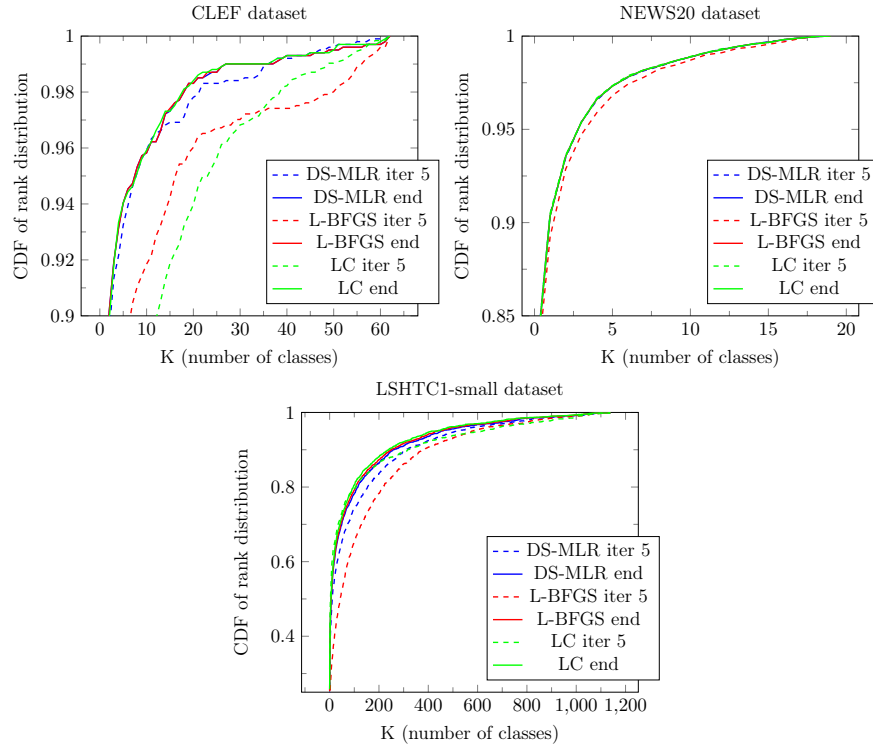 CLEF dataset
CDF of rank distribution
1
0.98
0.96
0.94
0.92
0.9
0 10 20 30 40 50 60
K (number of classes)
DS-MLR iter 5
DS-MLR end
L-BFGS iter 5
L-BFGS end
LC iter 5
LC end
NEWS20 dataset
CDF of rank distribution
1
0.95
0.9
0.85
0 5 10 15 20
K (number of classes)
DS-MLR iter 5
DS-MLR end
L-BFGS iter 5
L-BFGS end
LC iter 5
LC end
LSHTC1-small dataset
CDF of rank distribution
1
0.8
0.6
0.4
0 200 400 600 800 1,000 1,200
K (number of classes)
DS-MLR iter 5
DS-MLR end
L-BFGS iter 5
L-BFGS end
LC iter 5
LC end